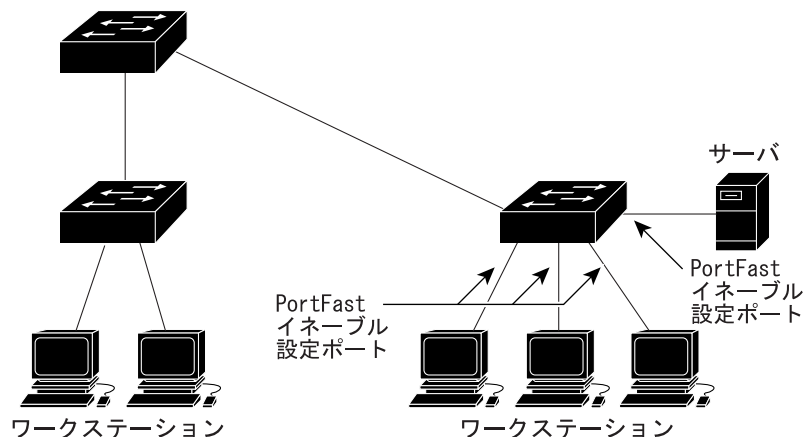 サーバ
PortFast
イネーブル
設定ポート
PortFast
イネーブル
設定ポート
ワークステーション
ワークステーション